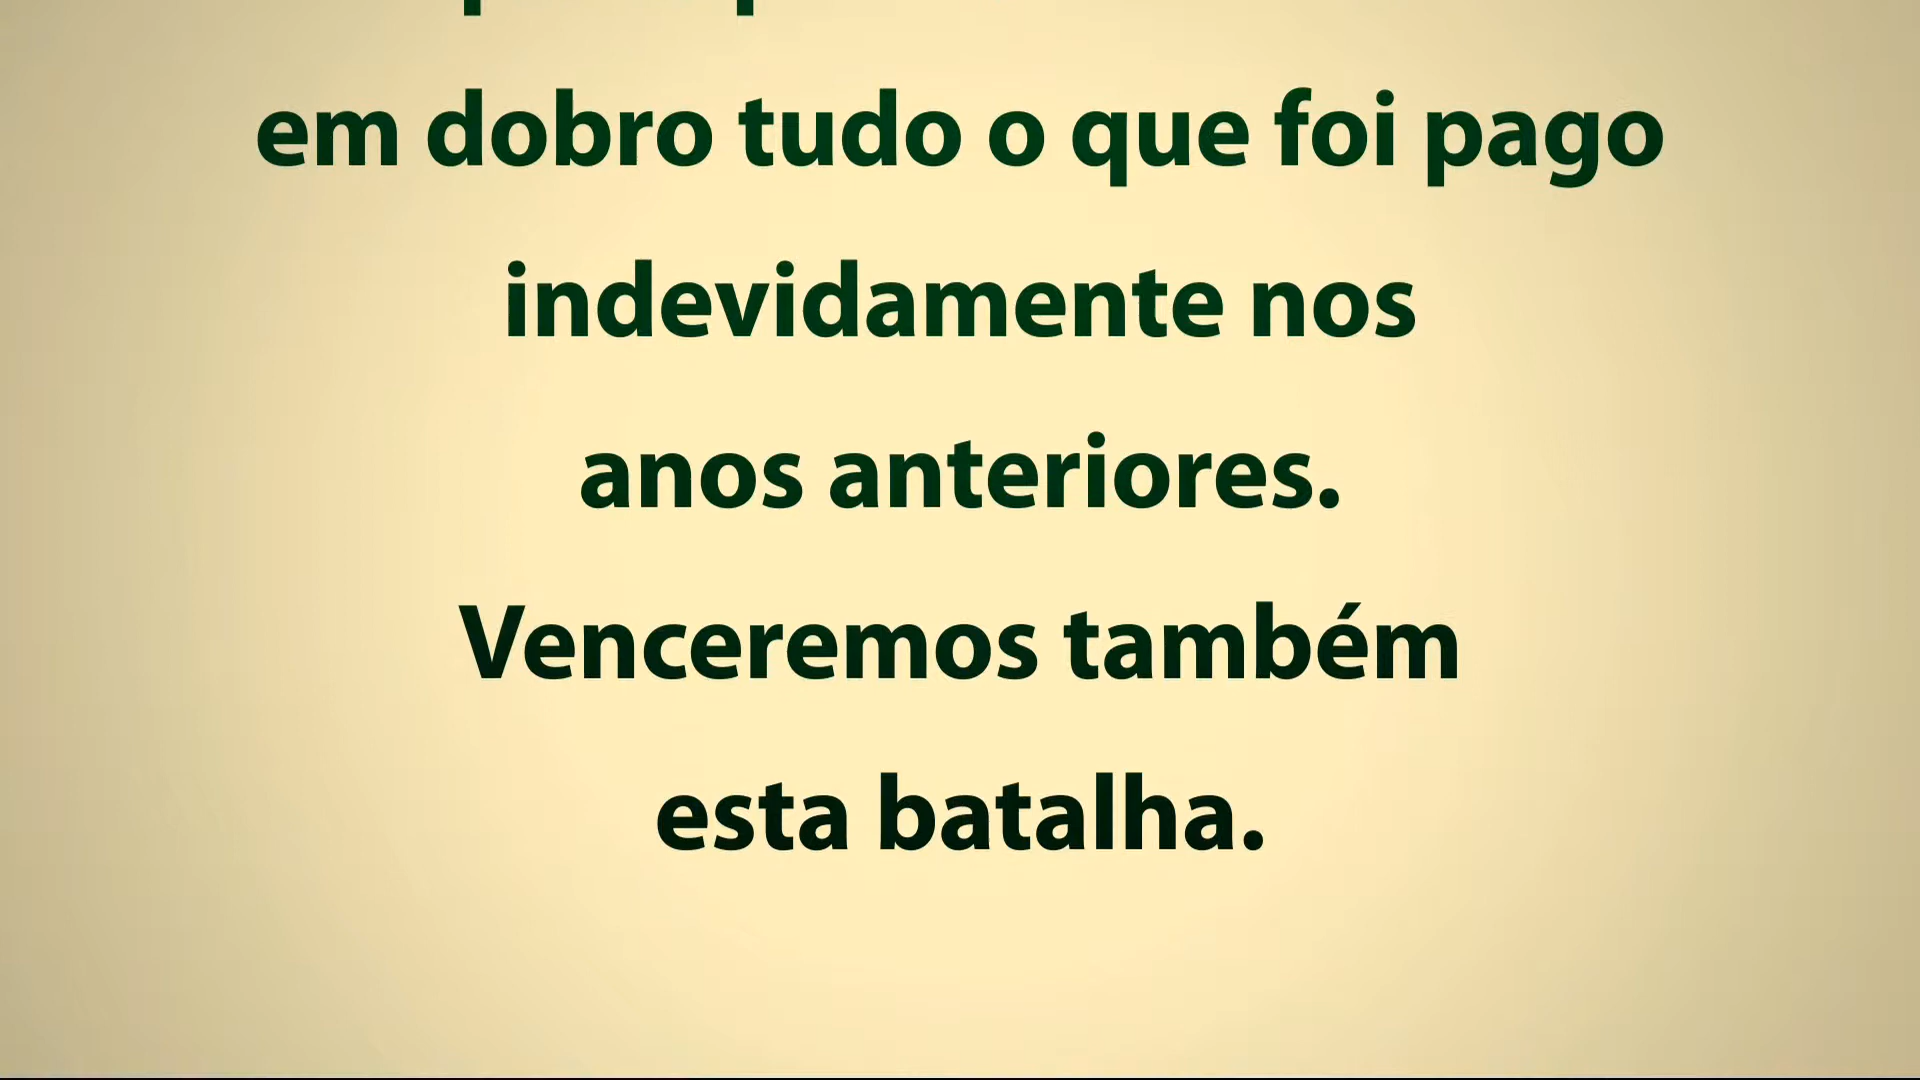 em dobro tudo o que foi pago
indevidamente nos
anos anteriores.
Venceremos também
esta batalha.